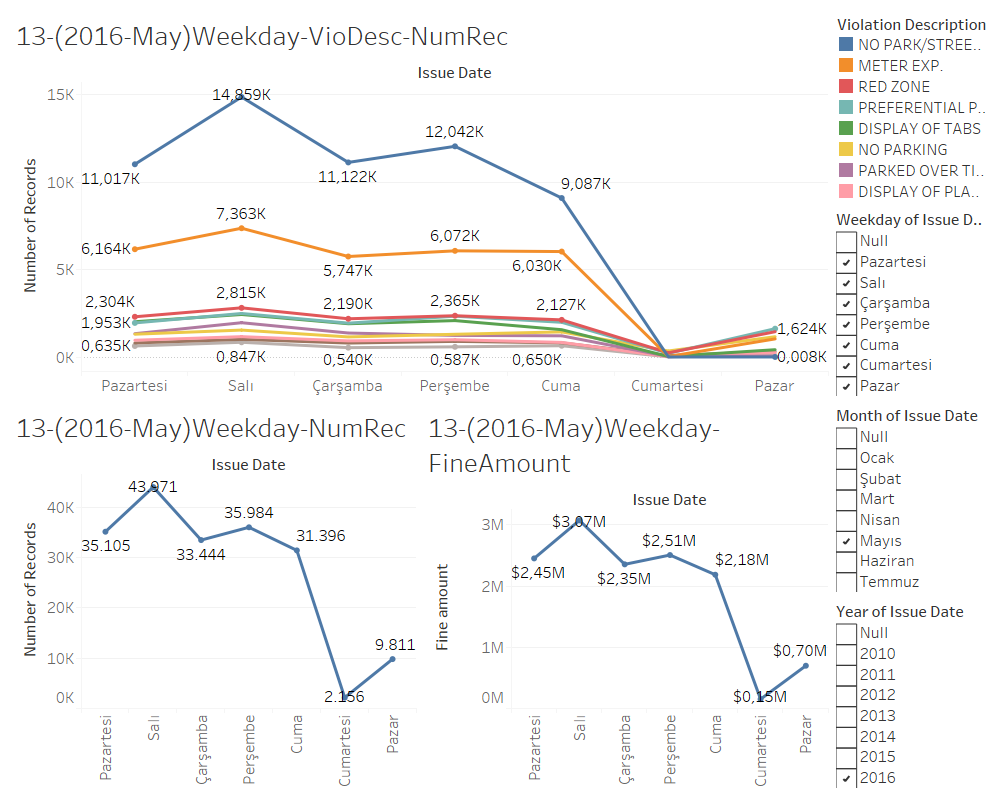 13-(2016-May)Weekday-VioDesc-NumRec
Issue Date
Number of Records
15K
10K
5K
0K
14,859K
11,017K
11,122K
12,042K
9,087K
6,164K
7,363K
5,747K
6,072K
6,030K
2,304K
2,815K
2,190K
2,365K
2,127K
1,953K
1,624K
0,635K
0,847K
0,540K
0,587K
0,650K
0,008K
Pazartesi
Salı
Çarşamba
Perşembe
Cuma
Cumartesi
Pazar
13-(2016-May)Weekday-NumRec
Issue Date
Number of Records
40K
30K
20K
10K
0K
35.105
43.971
33.444
35.984
31.396
2.156
9.811
Pazartesi
Salı
Çarşamba
Perşembe
Cuma
Cumartesi
Pazar
13-(2016-May)Weekday-
FineAmount
Issue Date
Fine amount
3M
2M
1M
0M
$2,45M
$3,07M
$2,35M
$2,51M
$2,18M
$0,15M
$0,70M
Pazartesi
Salı
Çarşamba
Perşembe
Cuma
Cumartesi
Pazar
Violation Description
NO PARK/STREE..
METER EXP.
RED ZONE
PREFERENTIAL P..
DISPLAY OF TABS
NO PARKING
PARKED OVER TI..
DISPLAY OF PLA..
Weekday of Issue D..
Null
Pazartesi
Salı
Çarşamba
Perşembe
Cuma
Cumartesi
Pazar
Month of Issue Date
Null
Ocak
Şubat
Mart
Nisan
Mayıs
Haziran
Temmuz
Year of Issue Date
Null
2010
2011
2012
2013
2014
2015
2016